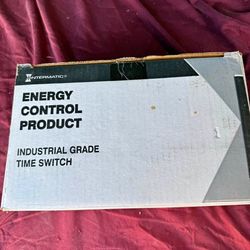 INTERMATIC®
ENERGY
CONTROL
PRODUCT
INDUSTRIAL GRADE
TIME SWITCH